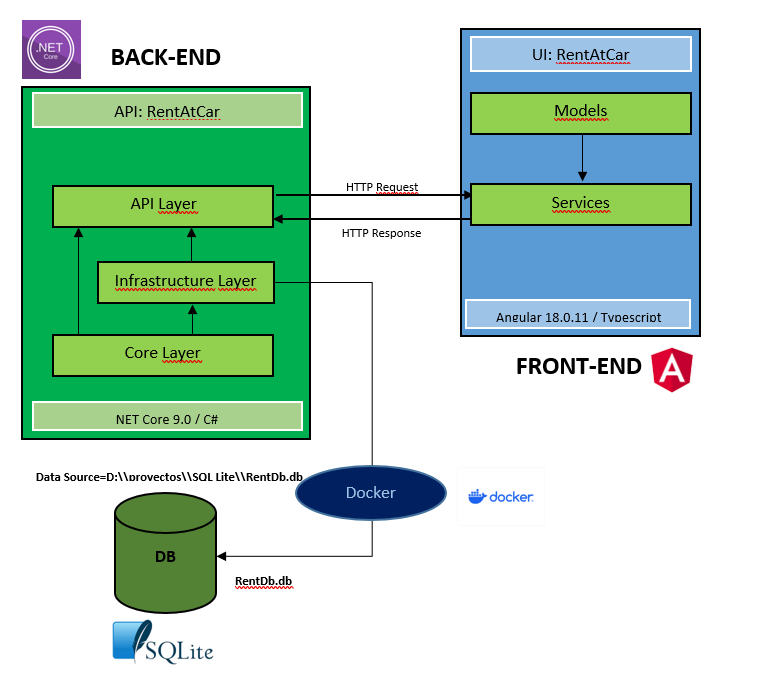 .NET
Core
BACK-END
API: RentAtCar
API Layer
Infrastructure Layer
Core Layer
NET Core 9.0 / C#
HTTP Request
HTTP Response
UI: RentAtCar
Models
Services
Angular 18.0.11 / Typescript
FRONT-END
A
Data Source=D:\\proyectos\\SQL Lite\\RentDb.db
Docker
docker
DB
RentDb.db
SQLite